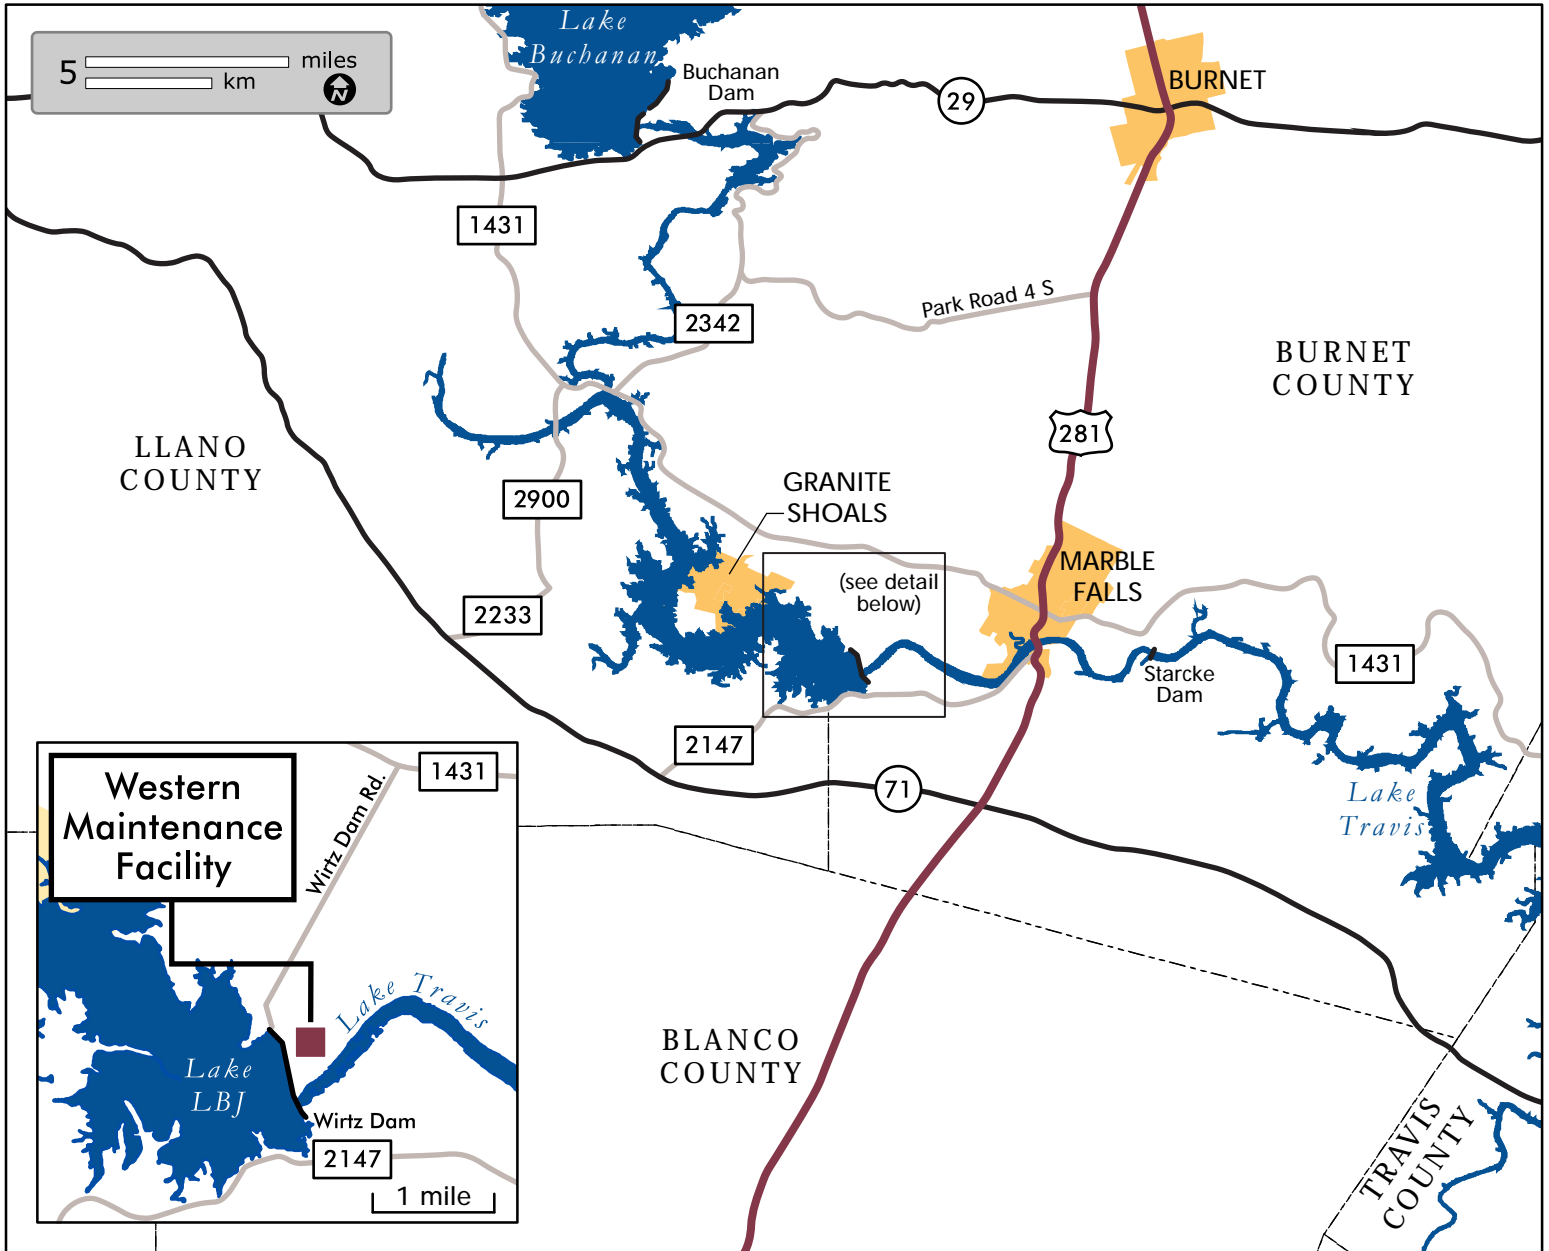 Lake
Buchanan
5
miles
km
N
Buchanan
Dam
29
BURNET
1431
2342
Park Road 4 S
BURNET
COUNTY
281
LLANO
COUNTY
2900
GRANITE
SHOALS
(see detail
below)
MARBLE
FALLS
2233
1431
Starcke
Dam
2147
71
Lake
Travis
Western
Maintenance
Facility
1431
Wirtz Dam Rd.
Lake Travis
Lake
LBJ
Wirtz Dam
2147
1 mile
BLANCO
COUNTY
TRAVIS
COUNTY